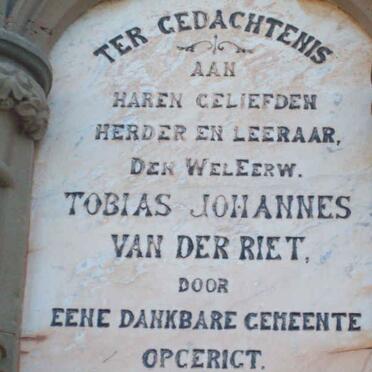 TER GEDACHTENIS
AAN
HAREN GELIEFDEN
HERDER EN LEERAAR,
DEN WELEERW.
TOBIAS JOHANNES
VAN DER RIET,
DOOR
EENE DANKBARE GEMEENTE
OPGERIGT.